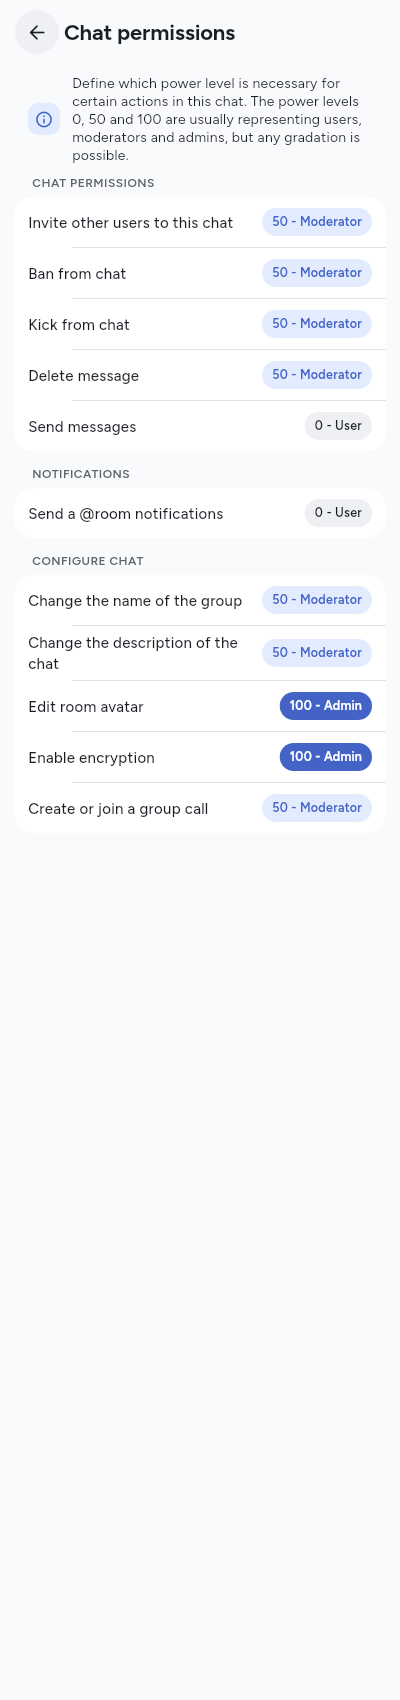 Chat permissions
Define which power level is necessary for
certain actions in this chat. The power levels
0, 50 and 100 are usually representing users,
moderators and admins, but any gradation is
possible.
CHAT PERMISSIONS
Invite other users to this chat 50 - Moderator
Ban from chat 50 - Moderator
Kick from chat 50 - Moderator
Delete message 50 - Moderator
Send messages 0 - User
NOTIFICATIONS
Send a @room notifications 0 - User
CONFIGURE CHAT
Change the name of the group 50 - Moderator
Change the description of the
chat 50 - Moderator
Edit room avatar 100 - Admin
Enable encryption 100 - Admin
Create or join a group call 50 - Moderator